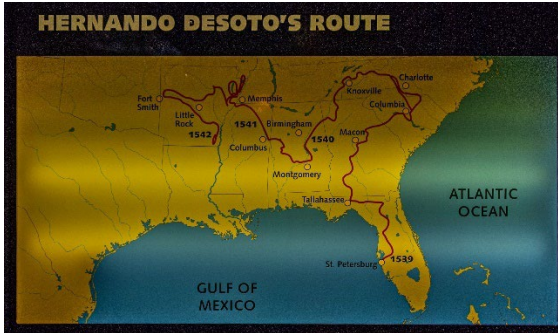 HERNANDO DESOTO'S ROUTE
Fort
Smith
Little
Rock
1542
Memphis
1541
Columbus
Birmingham
1540
Montgomery
Knoxville
Charlotte
Columbia
Macon
Tallahassee
St. Petersburg
1539
ATLANTIC
OCEAN
GULF OF
MEXICO